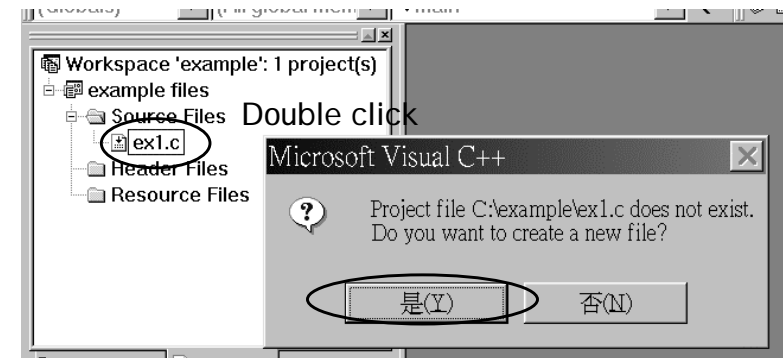 (Globals)
Workspace 'example': 1 project(s)
example files
Source Files
Double click
ex1.c
Header Files
Resource Files
Microsoft Visual C++
Project file C:\example\ex1.c does not exist.
Do you want to create a new file?
是(Y)
否(N)